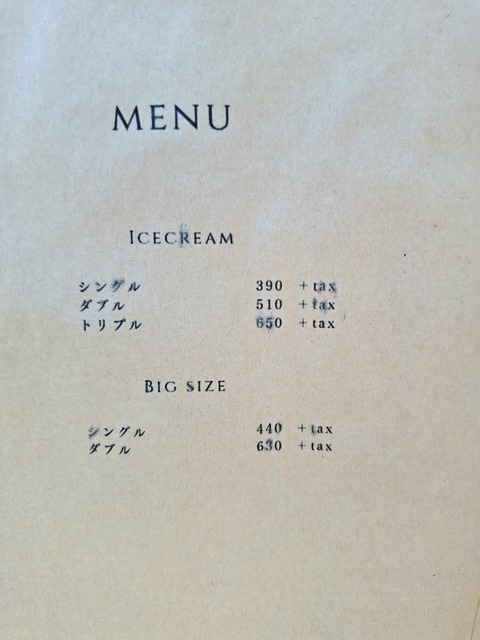 MENU
ICECREAM
シングル 390 +tax
ダブル 510 +tax
トリプル 650 +tax
BIG SIZE
シングル 440 +tax
ダブル 630 +tax